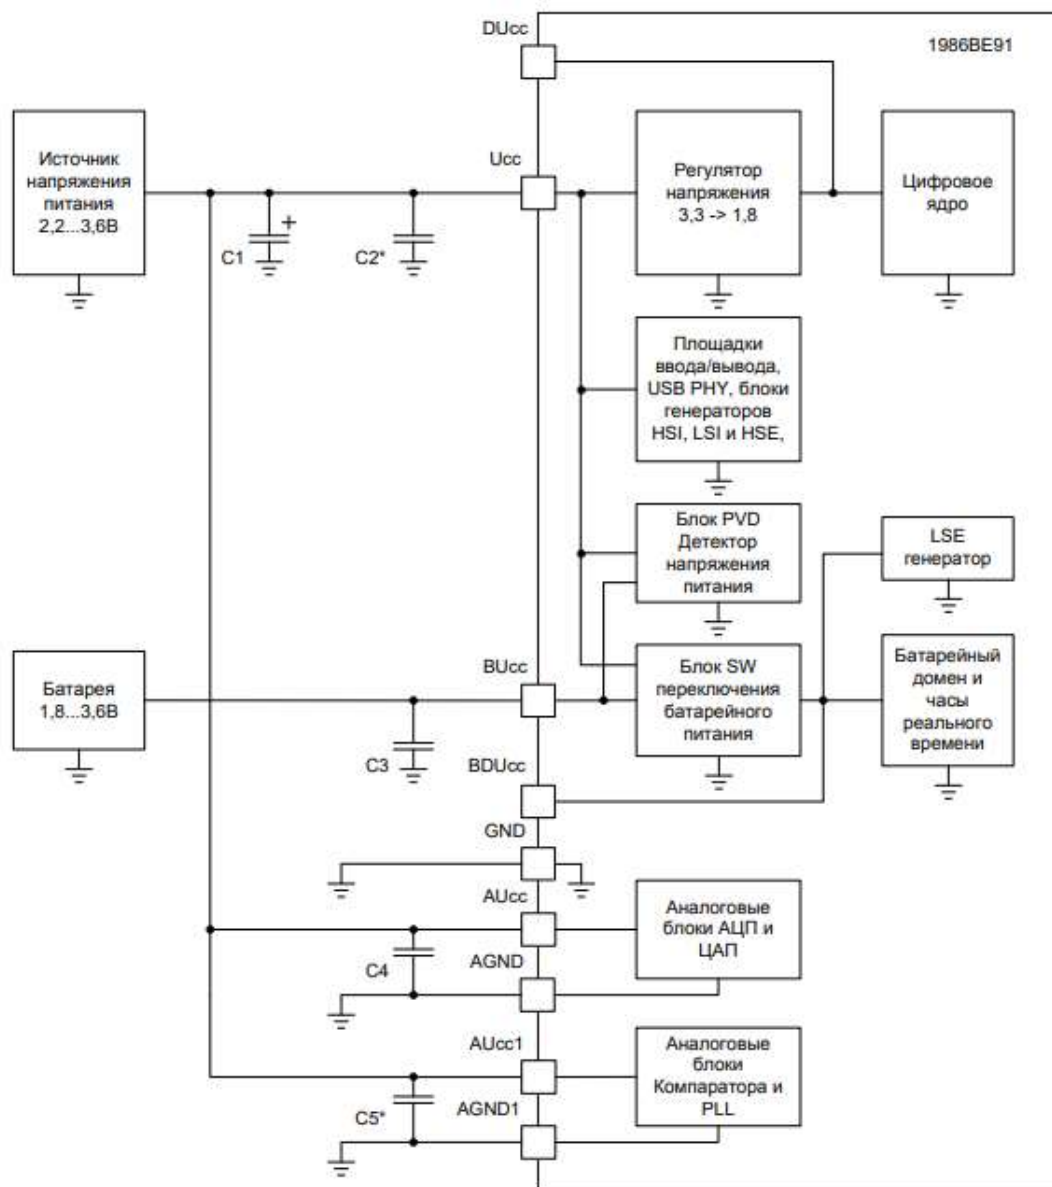 DUcc
1986BE91
Источник
напряжения
питания
2,2...3,6В
Ucc
Регулятор
напряжения
3,3 -> 1,8
Цифровое
ядро
+
C1
C2*
Площадки
ввода/вывода,
USB PHY, блоки
генераторов
HSI, LSI и HSE,
Блок PVD
Детектор
напряжения
питания
LSE
генератор
BUcc
Батарея
1,8...3,6В
Блок SW
переключения
батарейного
питания
Батарейный
домен и
часы
реального
времени
C3
BDUcc
GND
AUcc
Аналоговые
блоки АЦП и
ЦАП
C4
AGND
AUcc1
Аналоговые
блоки
Компаратора и
PLL
C5*
AGND1